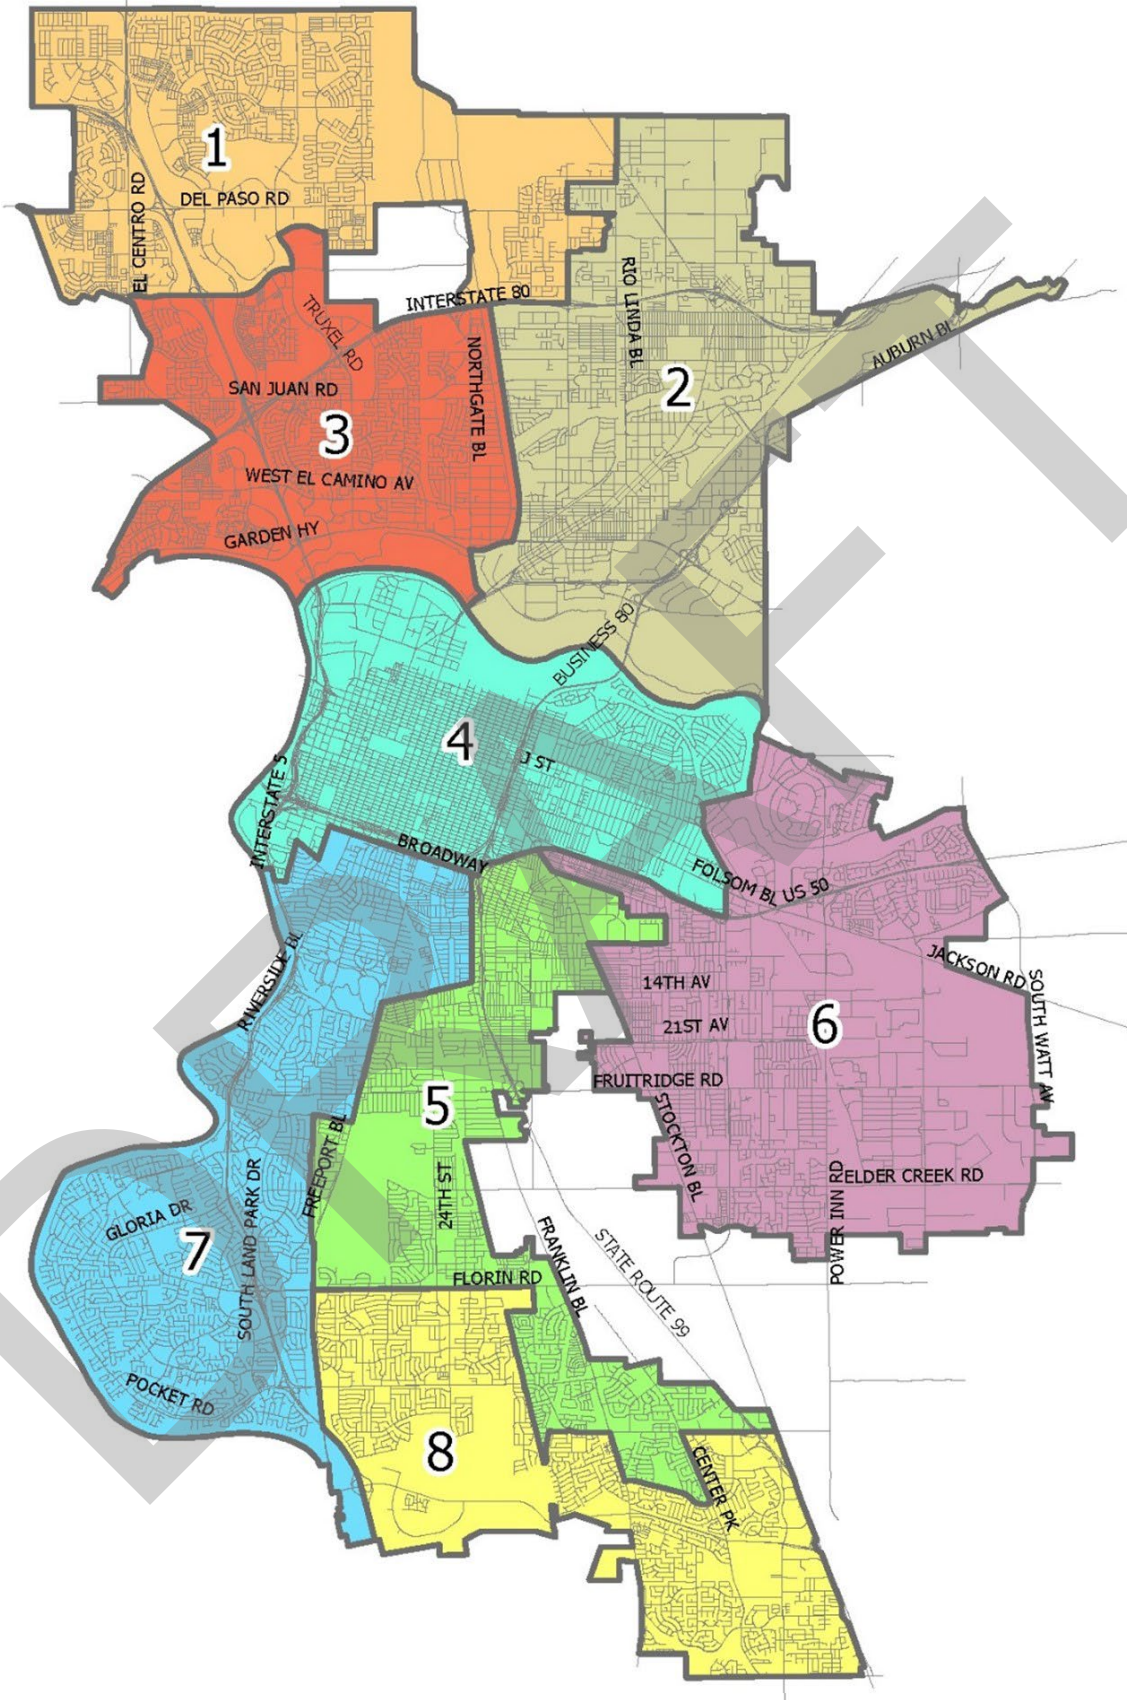 1
DEL PASO RD
EL CENTRO RD
INTERSTATE 80
RIO LINDA BL
TRUXEL RD
NORTHGATE BL
AUBURN BL
2
SAN JUAN RD
3
WEST EL CAMINO AV
GARDEN HY
BUSINESS 80
4
J ST
INTERSTATE 5
BROADWAY
FOLSOM BL
US 50
RIVERSIDE BL
JACKSON RD
14TH AV
SOUTH WATT AV
21ST AV
6
FRUITRIDGE RD
5
STOCKTON BL
FREEPORT BL
24TH ST
ELDER CREEK RD
POWER INN RD
GLORIA DR
7
SOUTH LAND PARK DR
FRANKLIN BL
STATE ROUTE 99
FLORIN RD
POCKET RD
8
CENTER PK
DRAFT